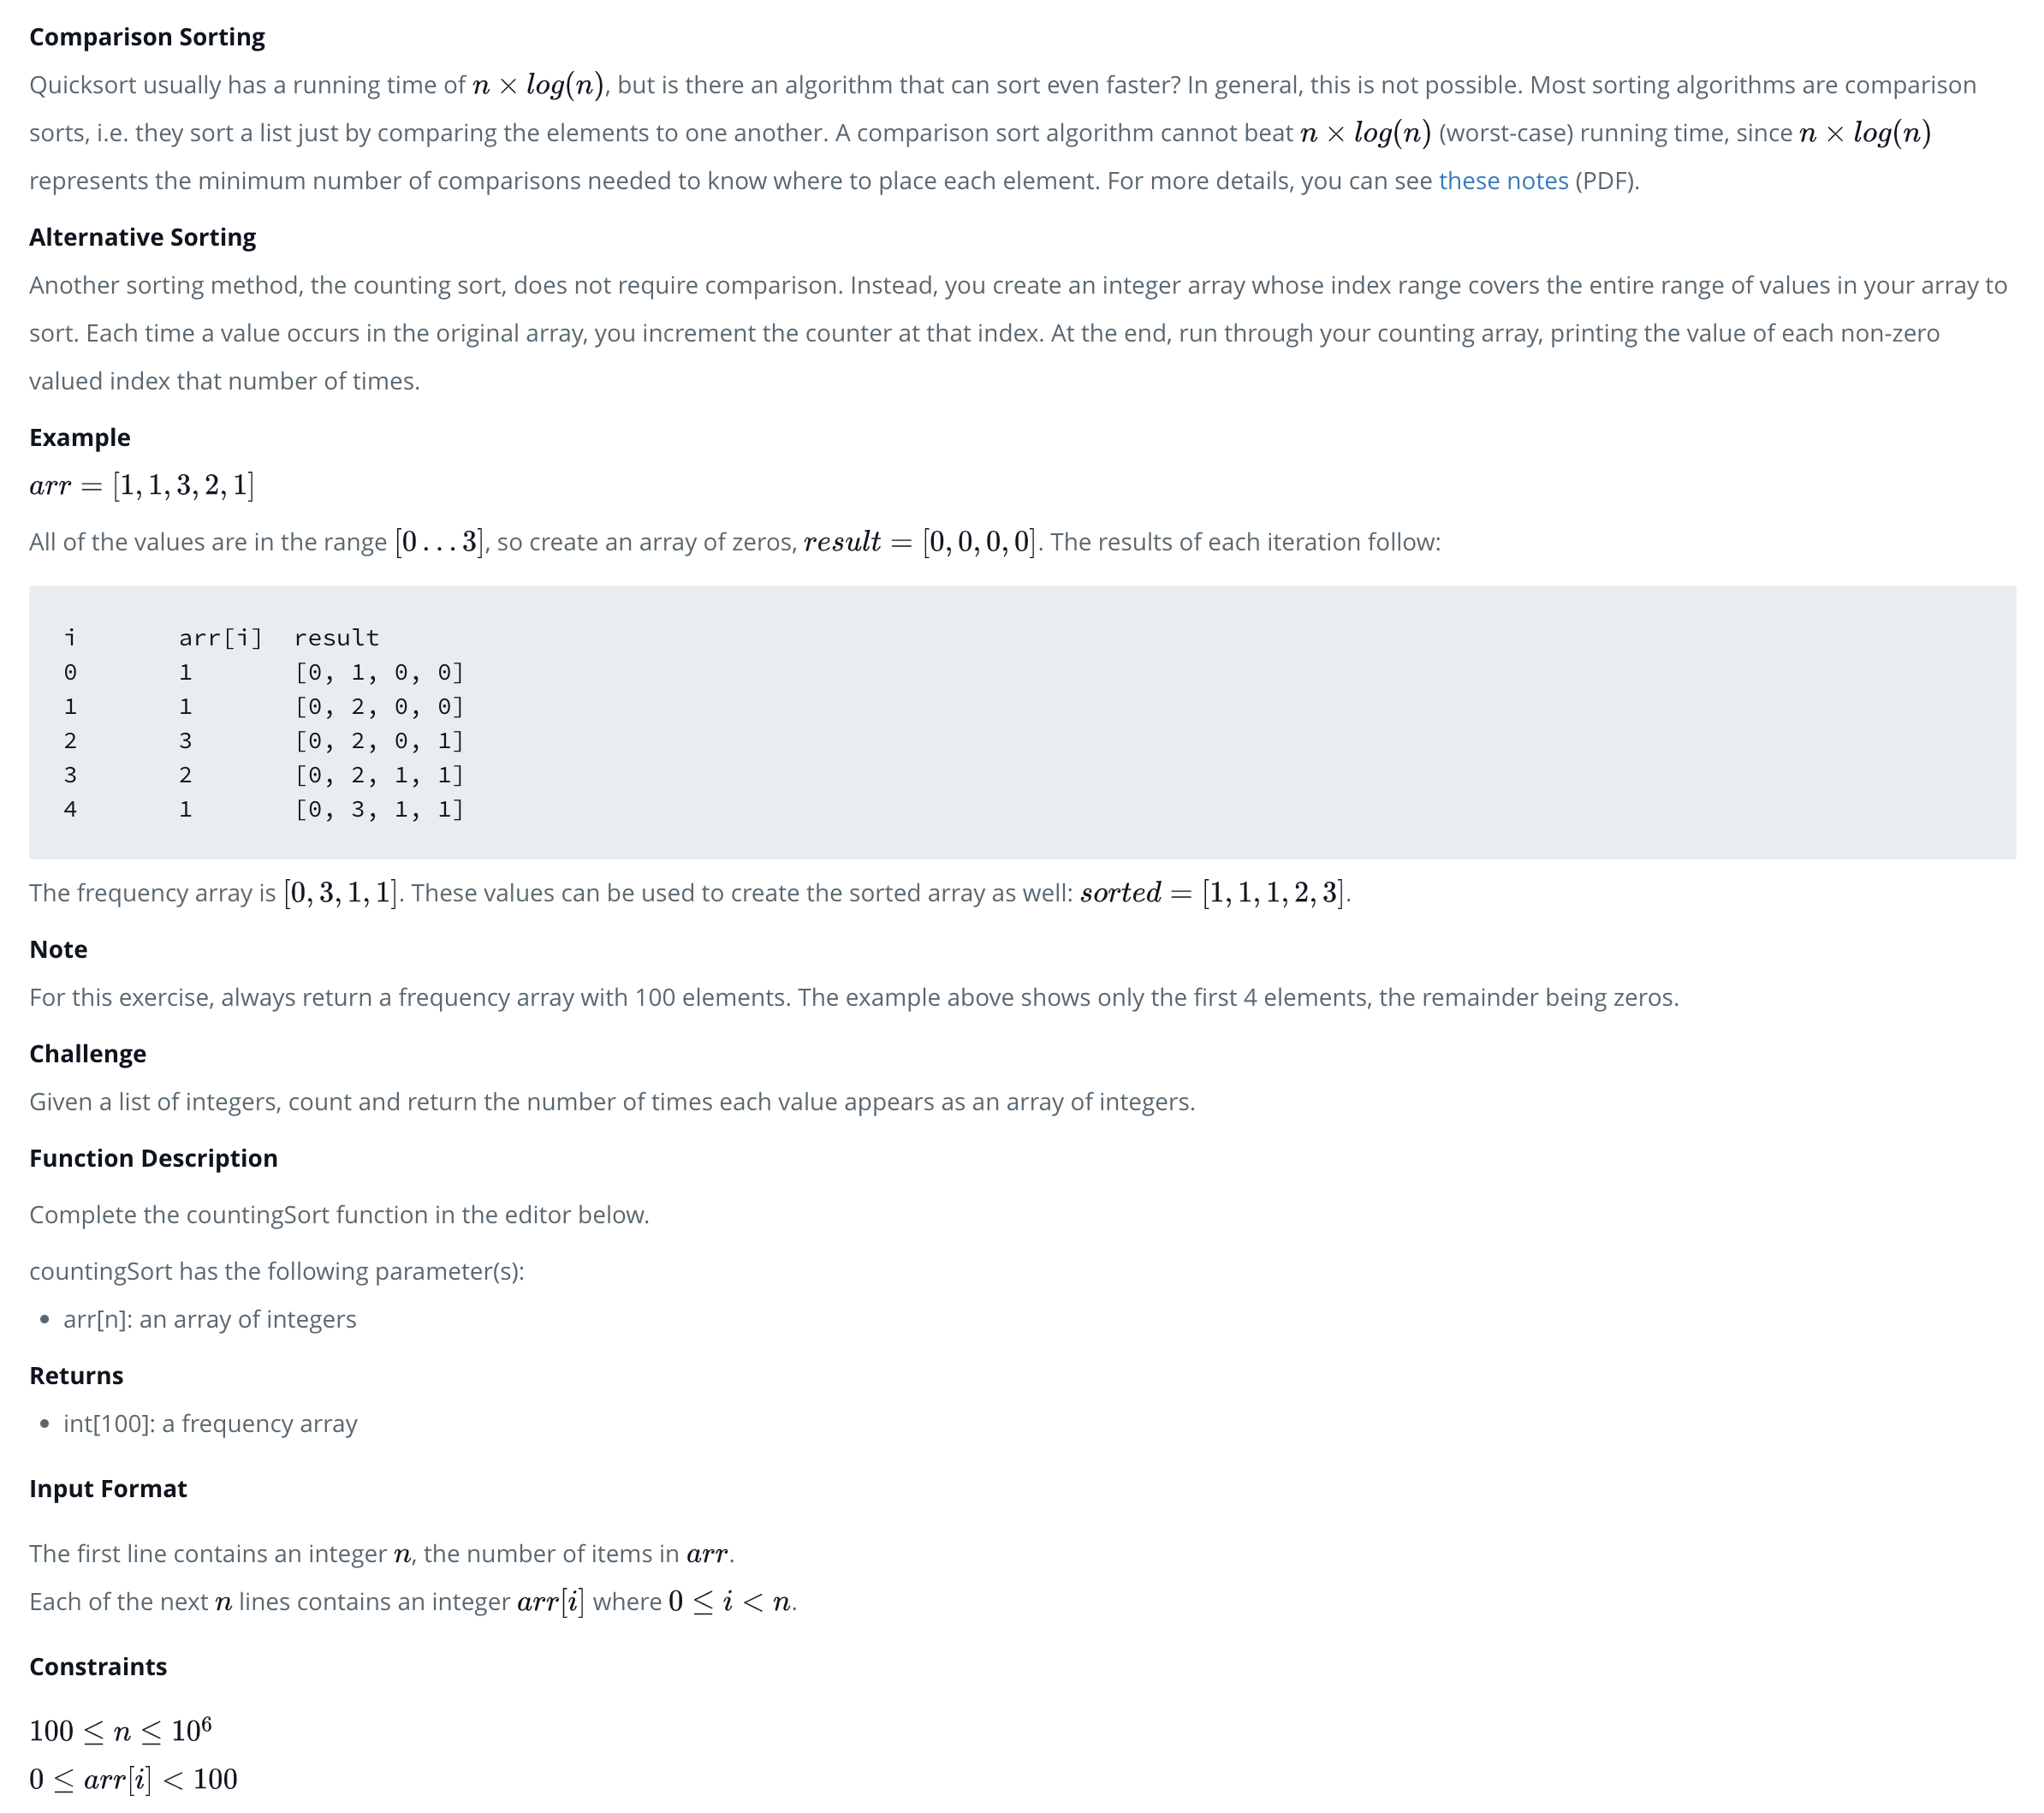 Comparison Sorting
Quicksort usually has a running time of n × log(n), but is there an algorithm that can sort even faster? In general, this is not possible. Most sorting algorithms are comparison
sorts, i.e. they sort a list just by comparing the elements to one another. A comparison sort algorithm cannot beat n × log(n) (worst-case) running time, since n × log(n)
represents the minimum number of comparisons needed to know where to place each element. For more details, you can see these notes (PDF).
Alternative Sorting
Another sorting method, the counting sort, does not require comparison. Instead, you create an integer array whose index range covers the entire range of values in your array to
sort. Each time a value occurs in the original array, you increment the counter at that index. At the end, run through your counting array, printing the value of each non-zero
valued index that number of times.
Example
arr = [1, 1, 3, 2, 1]
All of the values are in the range [0 . . . 3], so create an array of zeros, result = [0, 0, 0, 0]. The results of each iteration follow:
i arr[i] result
0 1 [0, 1, 0, 0]
1 1 [0, 2, 0, 0]
2 3 [0, 2, 0, 1]
3 2 [0, 2, 1, 1]
4 1 [0, 3, 1, 1]
The frequency array is [0, 3, 1, 1]. These values can be used to create the sorted array as well: sorted = [1, 1, 1, 2, 3].
Note
For this exercise, always return a frequency array with 100 elements. The example above shows only the first 4 elements, the remainder being zeros.
Challenge
Given a list of integers, count and return the number of times each value appears as an array of integers.
Function Description
Complete the countingSort function in the editor below.
countingSort has the following parameter(s):
• arr[n]: an array of integers
Returns
• int[100]: a frequency array
Input Format
The first line contains an integer n, the number of items in arr.
Each of the next n lines contains an integer arr[i] where 0 ≤ i < n.
Constraints
100 ≤ n ≤ 10⁶
0 ≤ arr[i] < 100